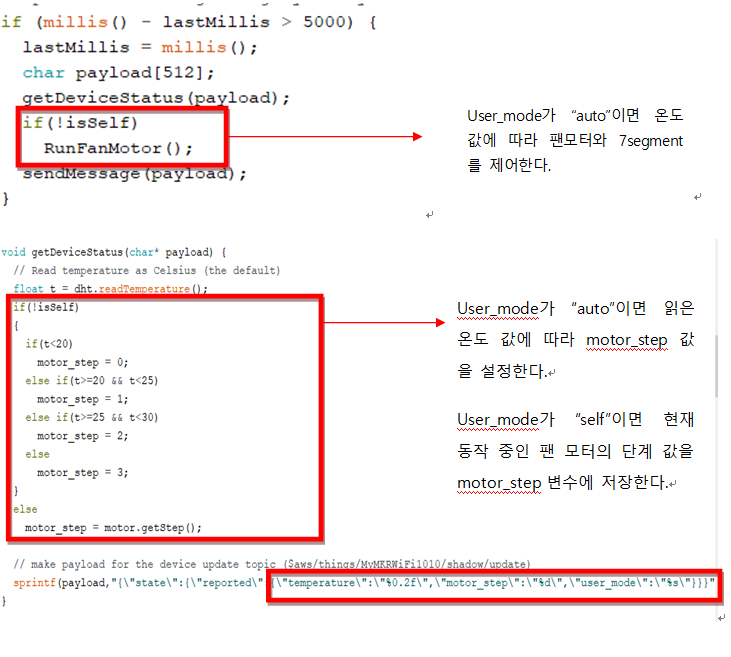 if (millis() - lastMillis > 5000) {
lastMillis = millis();
char payload[512];
getDeviceStatus(payload);
if(!isSelf)
RunFanMotor();
sendMessage(payload);
}
User_mode가 “auto”이면 온도
값에 따라 팬모터와 7segment
를 제어한다.
void getDeviceStatus(char* payload) {
// Read temperature as Celsius (the default)
float t = dht.readTemperature();
if(!isSelf)
{
if(t<20)
motor_step = 0;
else if(t>=20 && t<25)
motor_step = 1;
else if(t>=25 && t<30)
motor_step = 2;
else
motor_step = 3;
}
else
motor_step = motor.getStep();
User_mode가 “auto”이면 읽은
온도 값에 따라 motor_step 값
을 설정한다.
User_mode가 “self”이면 현재
동작 중인 팬 모터의 단계 값을
motor_step 변수에 저장한다.
// make payload for the device update topic ($aws/things/MyMKRWiFi1010/shadow/update)
sprintf(payload,"{\"state\":{\"reported\":{\"temperature\":\"%0.2f\",\"motor_step\":\"%d\",\"user_mode\":\"%s\"}}}"
}